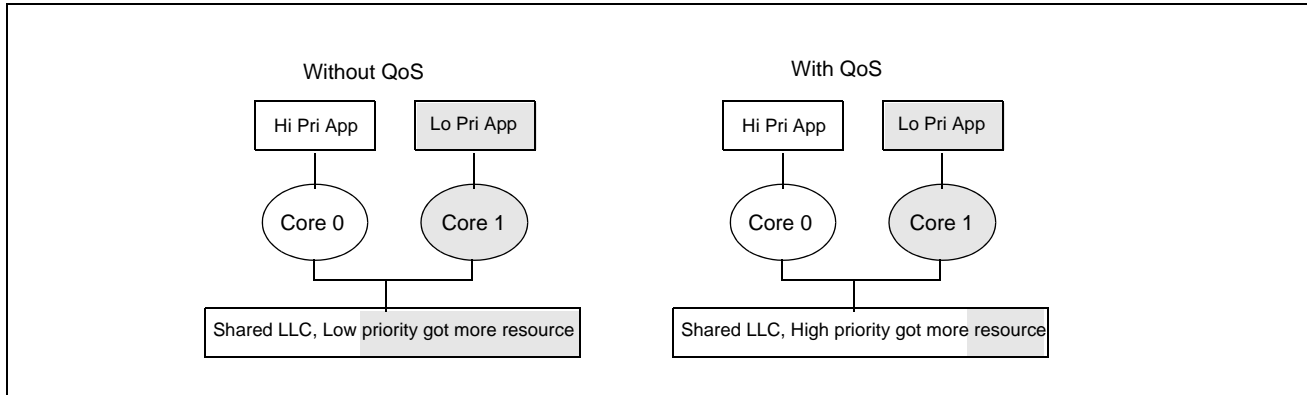 Without QoS
Hi Pri App
Lo Pri App
Core 0
Core 1
Shared LLC, Low priority got more resource
With QoS
Hi Pri App
Lo Pri App
Core 0
Core 1
Shared LLC, High priority got more resource